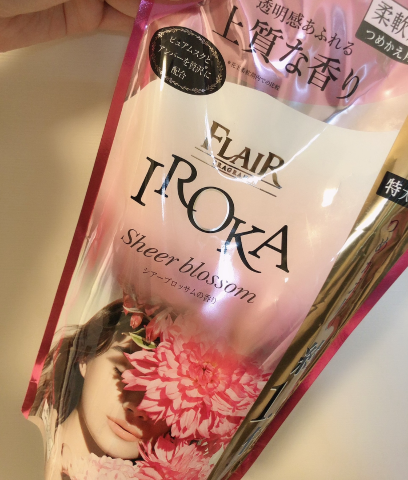 透明感あふれる
上質な香り
柔軟
つめかえ用
ピュアムスクと
アンバーを贅沢に
配合
FLAIR
FRAGRANCE
IROKA
Sheer blossom
シアーブロッサムの香り
特大